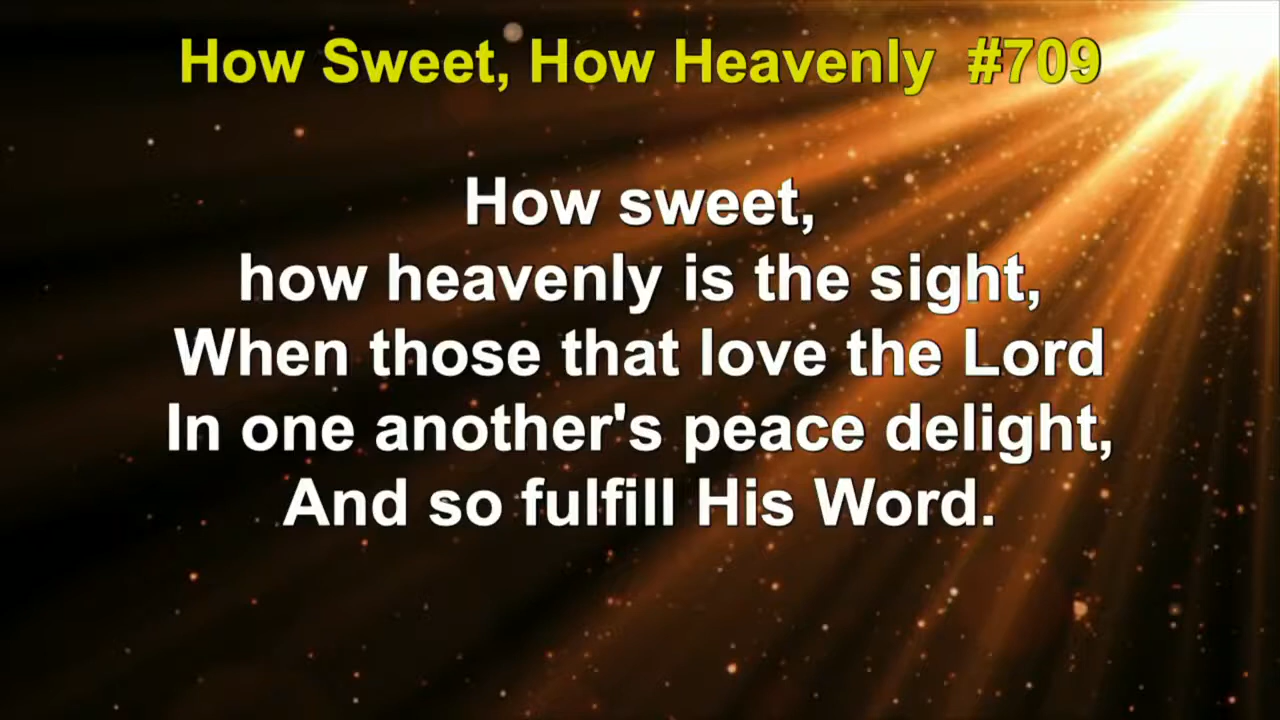 How Sweet, How Heavenly #709
How sweet,
how heavenly is the sight,
When those that love the Lord
In one another's peace delight,
And so fulfill His Word.